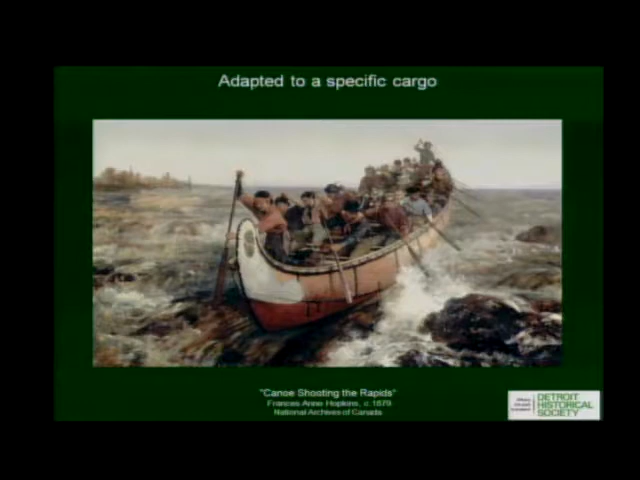 Adapted to a specific cargo
"Canoe Shooting the Rapids"
Frances Anne Hopkins, c.1879
National Archives of Canada
DETROIT
HISTORICAL
SOCIETY